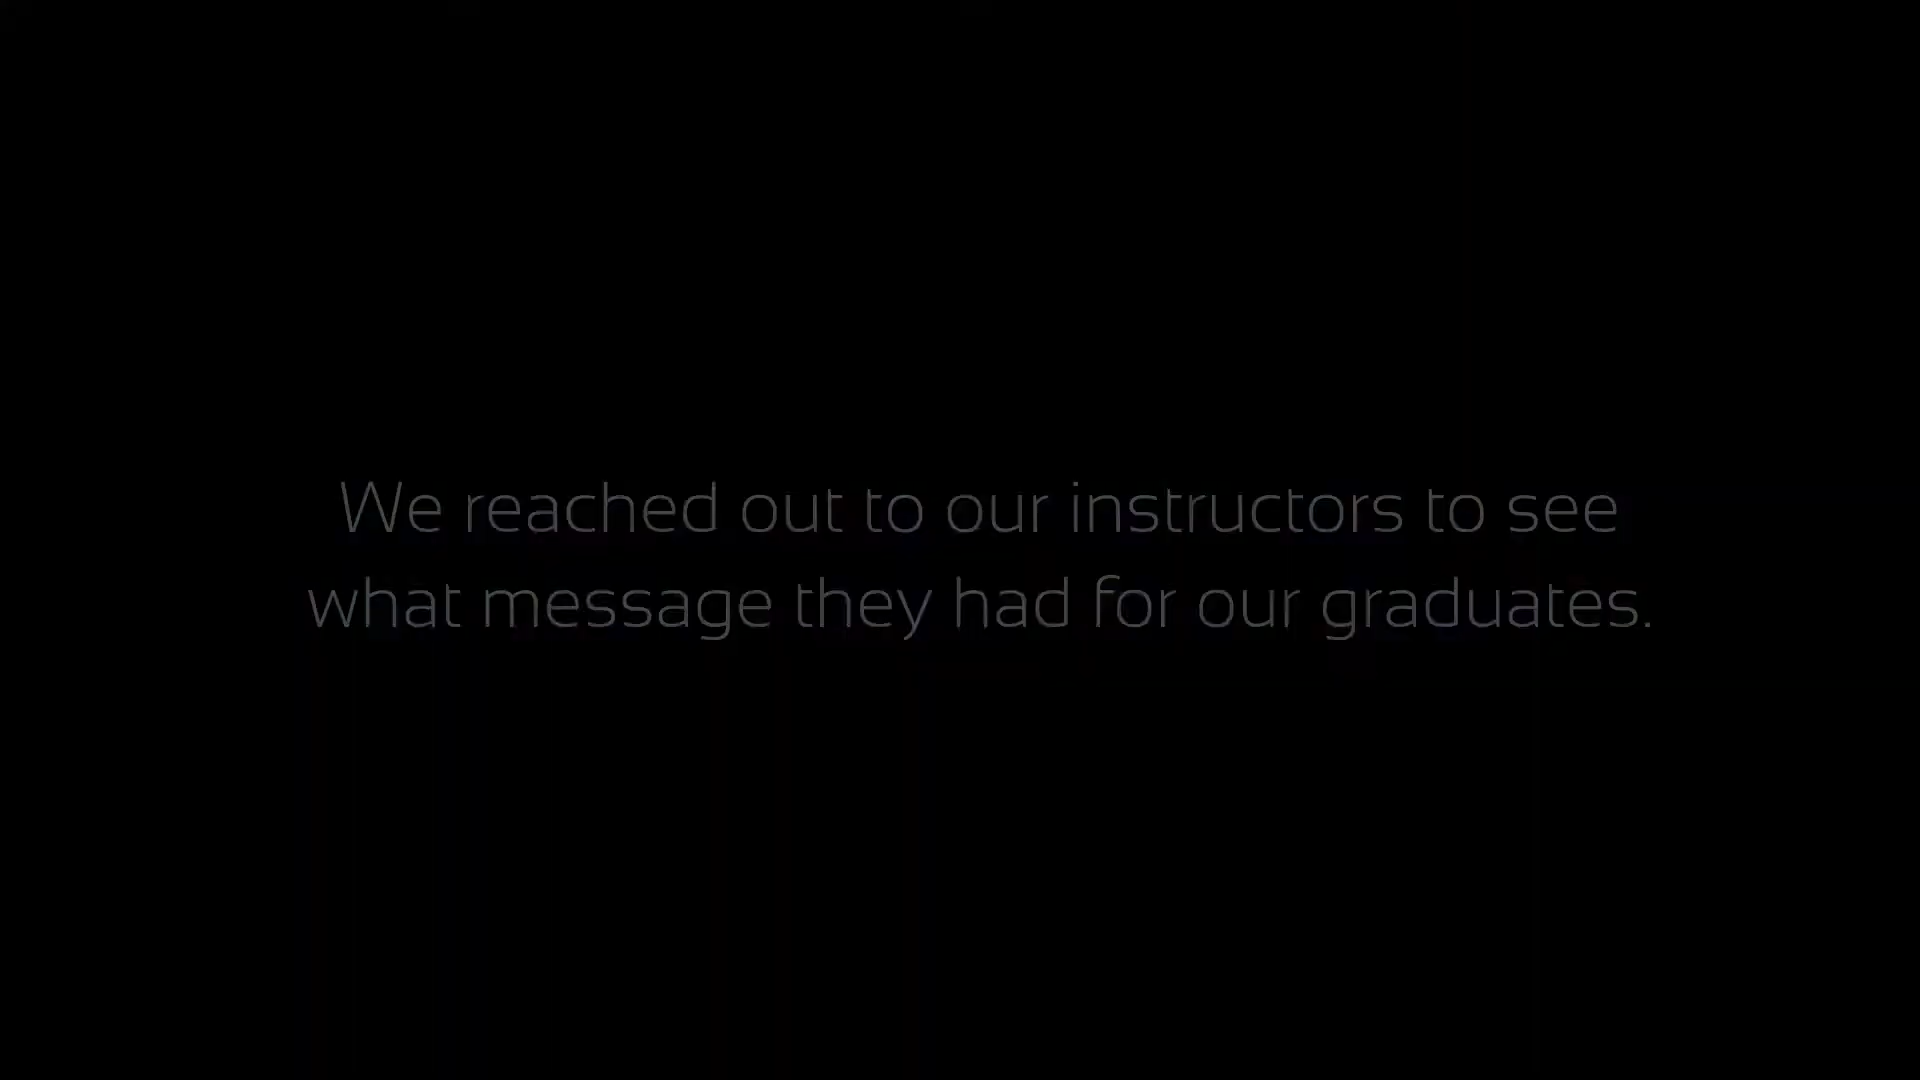 We reached out to our instructors to see
what message they had for our graduates.